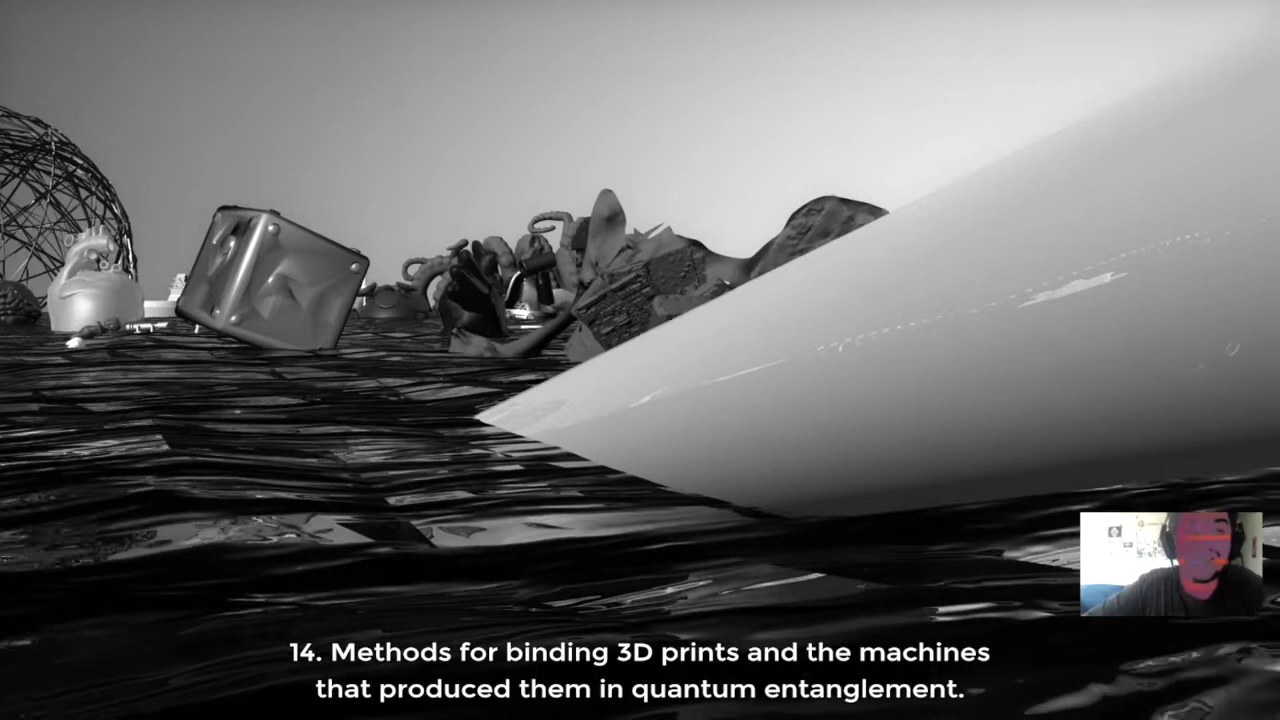 14. Methods for binding 3D prints and the machines
that produced them in quantum entanglement.